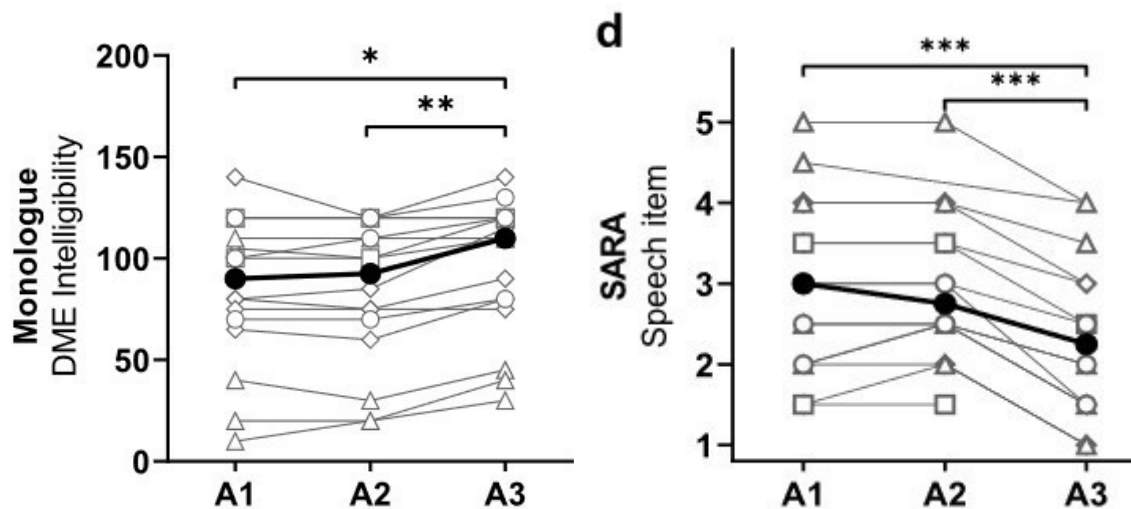 Monologue
DME Intelligibility
200
150
100
50
0
*
**
A1 A2 A3
d
SARA
Speech item
5
4
3
2
1
***
***
A1 A2 A3